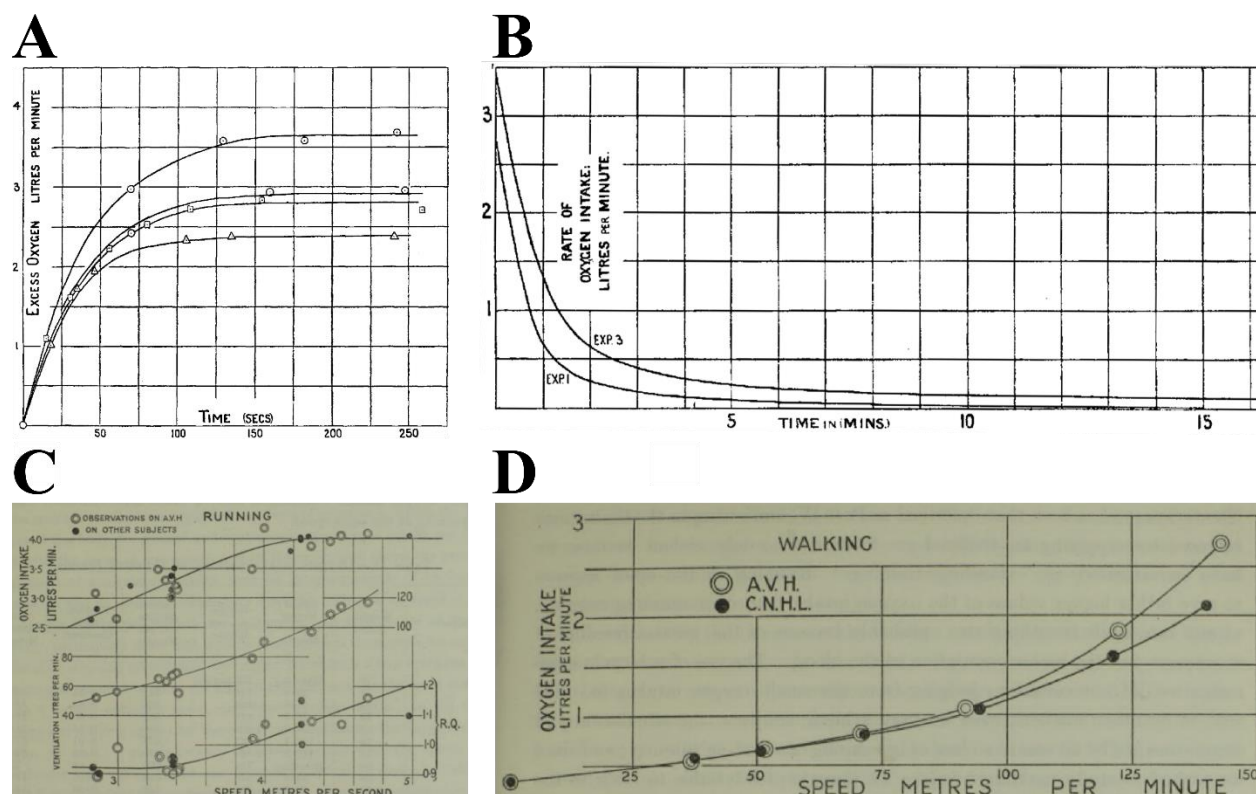 A
EXCESS OXYGEN LITRES PER MINUTE
4
3
2
1
TIME (SECS)
50 100 150 200 250
B
3
2
1
RATE OF
OXYGEN INTAKE:
LITRES PER MINUTE.
EXP. 3
EXP. 1
5 10 15
TIME IN (MINS.
C
OBSERVATIONS ON A.V.H RUNNING
ON OTHER SUBJECTS
OXYGEN INTAKE
LITRES PER MIN.
4.0
3.5
3.0
2.5
120
100
VENTILATION LITRES PER MIN.
80
60
40
1.2
1.1
1.0
0.9
R.Q.
3. 4 5
SPEED METRES PER SECOND
D
WALKING
A.V.H.
C.N.H.L.
OXYGEN INTAKE
LITRES PER MINUTE
3
2
1
25 50 75 100 125 150
SPEED METRES PER MINUTE